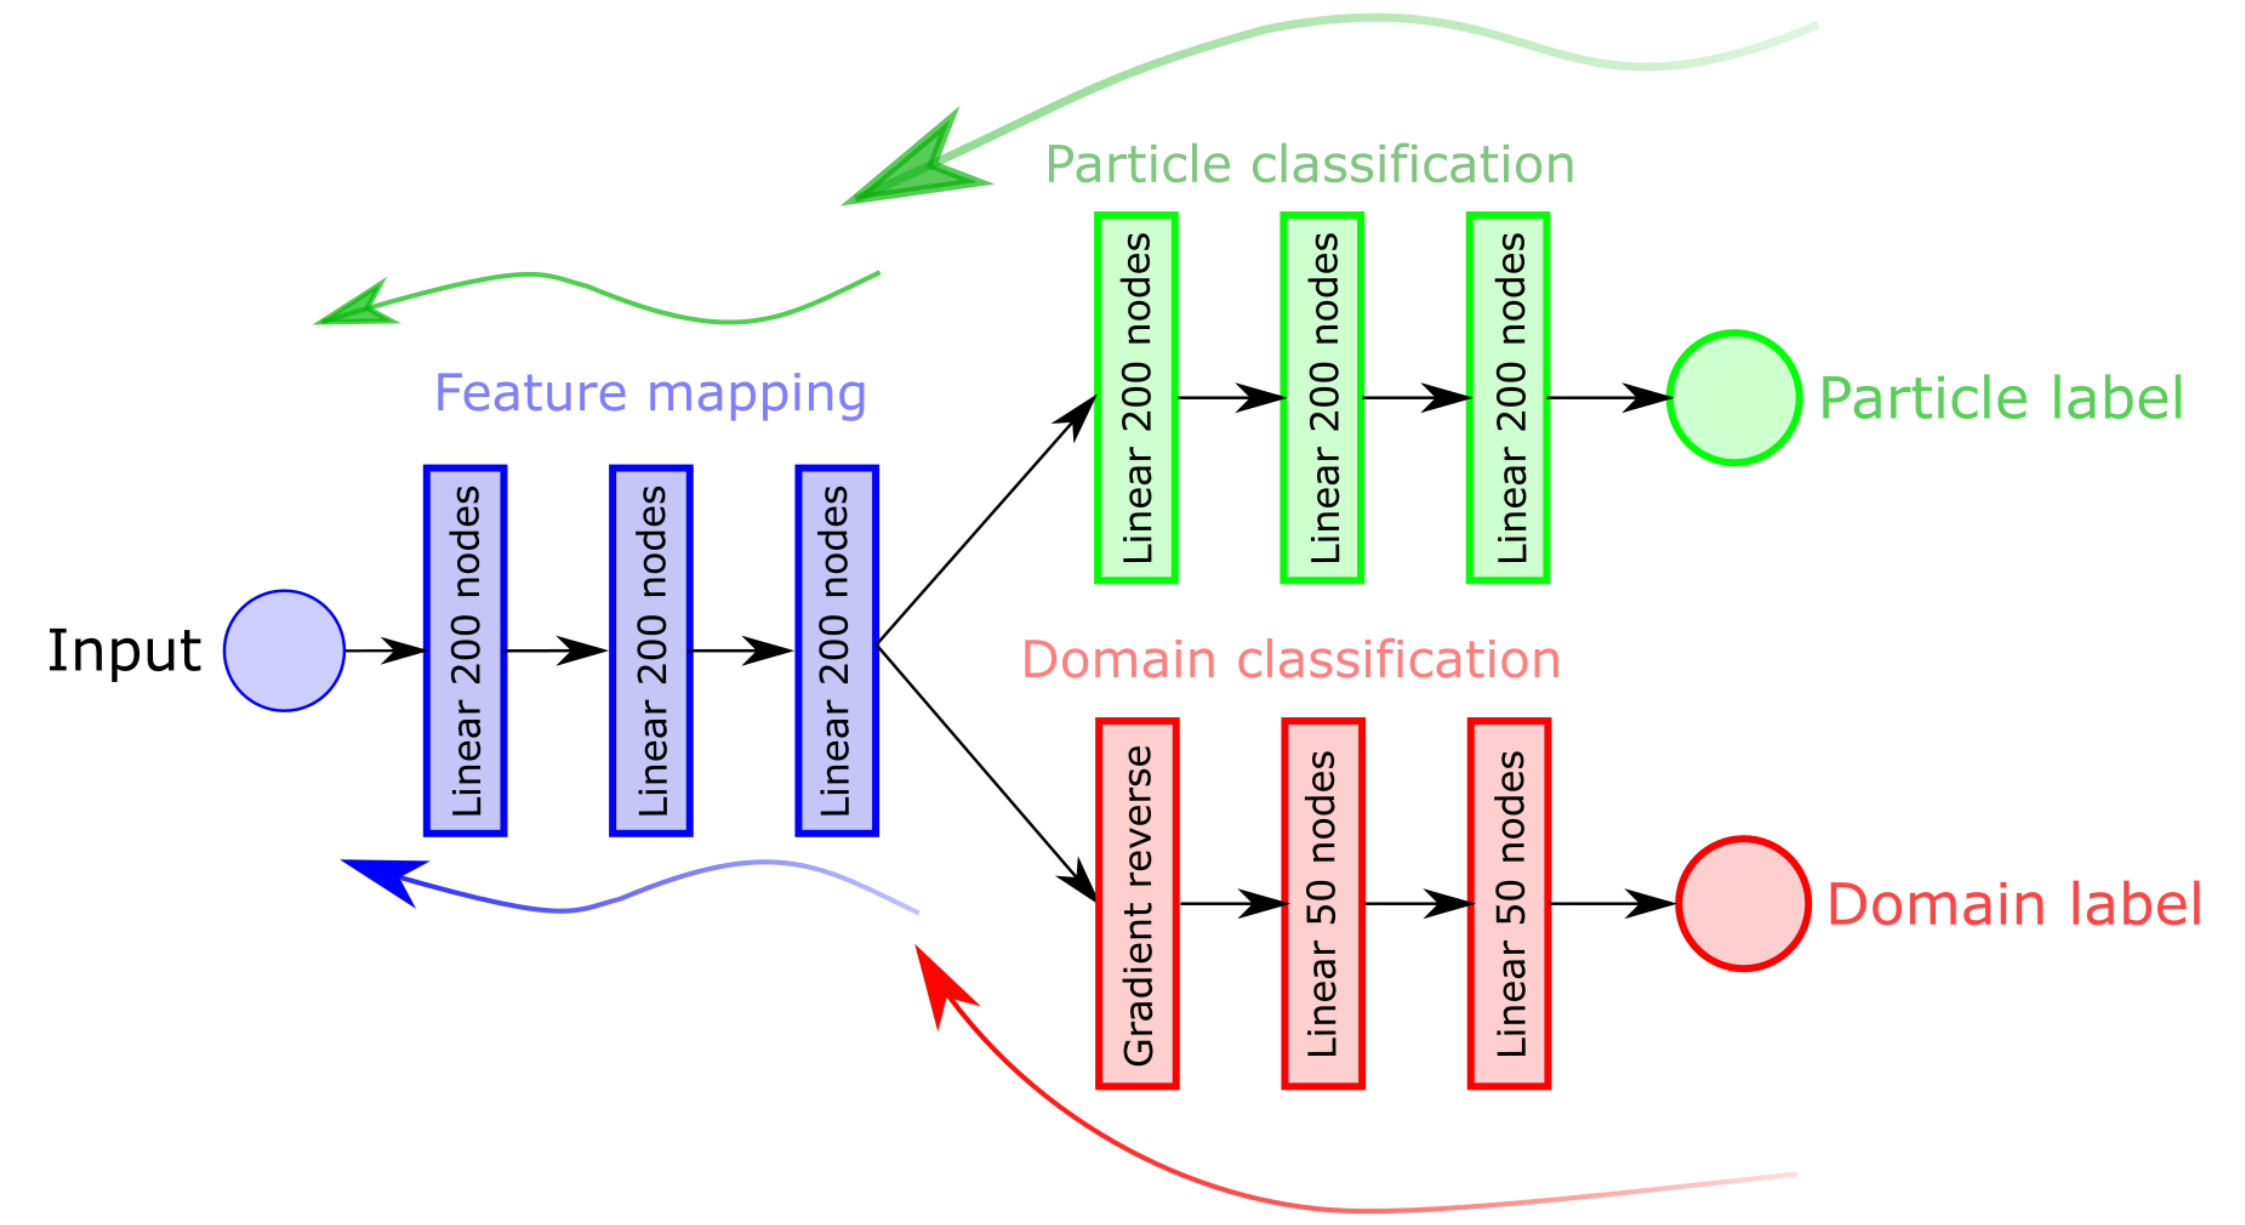 Particle classification
Linear 200 nodes
Linear 200 nodes
Linear 200 nodes
Particle label
Feature mapping
Input
Linear 200 nodes
Linear 200 nodes
Linear 200 nodes
Domain classification
Gradient reverse
Linear 50 nodes
Linear 50 nodes
Domain label